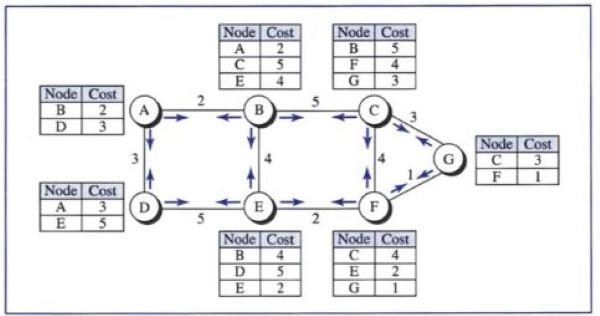 Node Cost
A 2
C 5
E 4
Node Cost
B 5
F 4
G 3
Node Cost
B 2
D 3
A
2
B
5
C
3
3
4
4
G
1
Node Cost
C 3
F 1
Node Cost
A 3
E 5
D
5
E
2
F
Node Cost
B 4
D 5
E 2
Node Cost
C 4
E 2
G 1